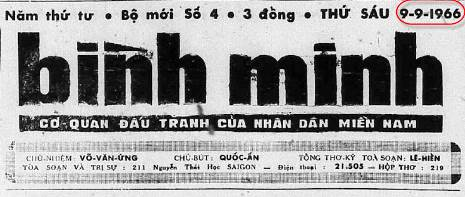 Năm thứ tư • Bộ mới Số 4 • 3 đồng • THỨ SÁU 9-9-1966
bình minh
CƠ QUAN ĐẤU TRANH CỦA NHÂN DÂN MIỀN NAM
CHỦ-NHIỆM: VÕ-VĂN-ỨNG CHỦ-BÚT: QUỐC-ẤN TỔNG THƠ-KÝ TOÀ SOẠN: LÊ-HIỀN
TÒA SOẠN VÀ TRỊ SỰ: 211 Nguyễn Thái Học SAIGON — Điện thoại: 21.505 — HỘP THƠ: 219